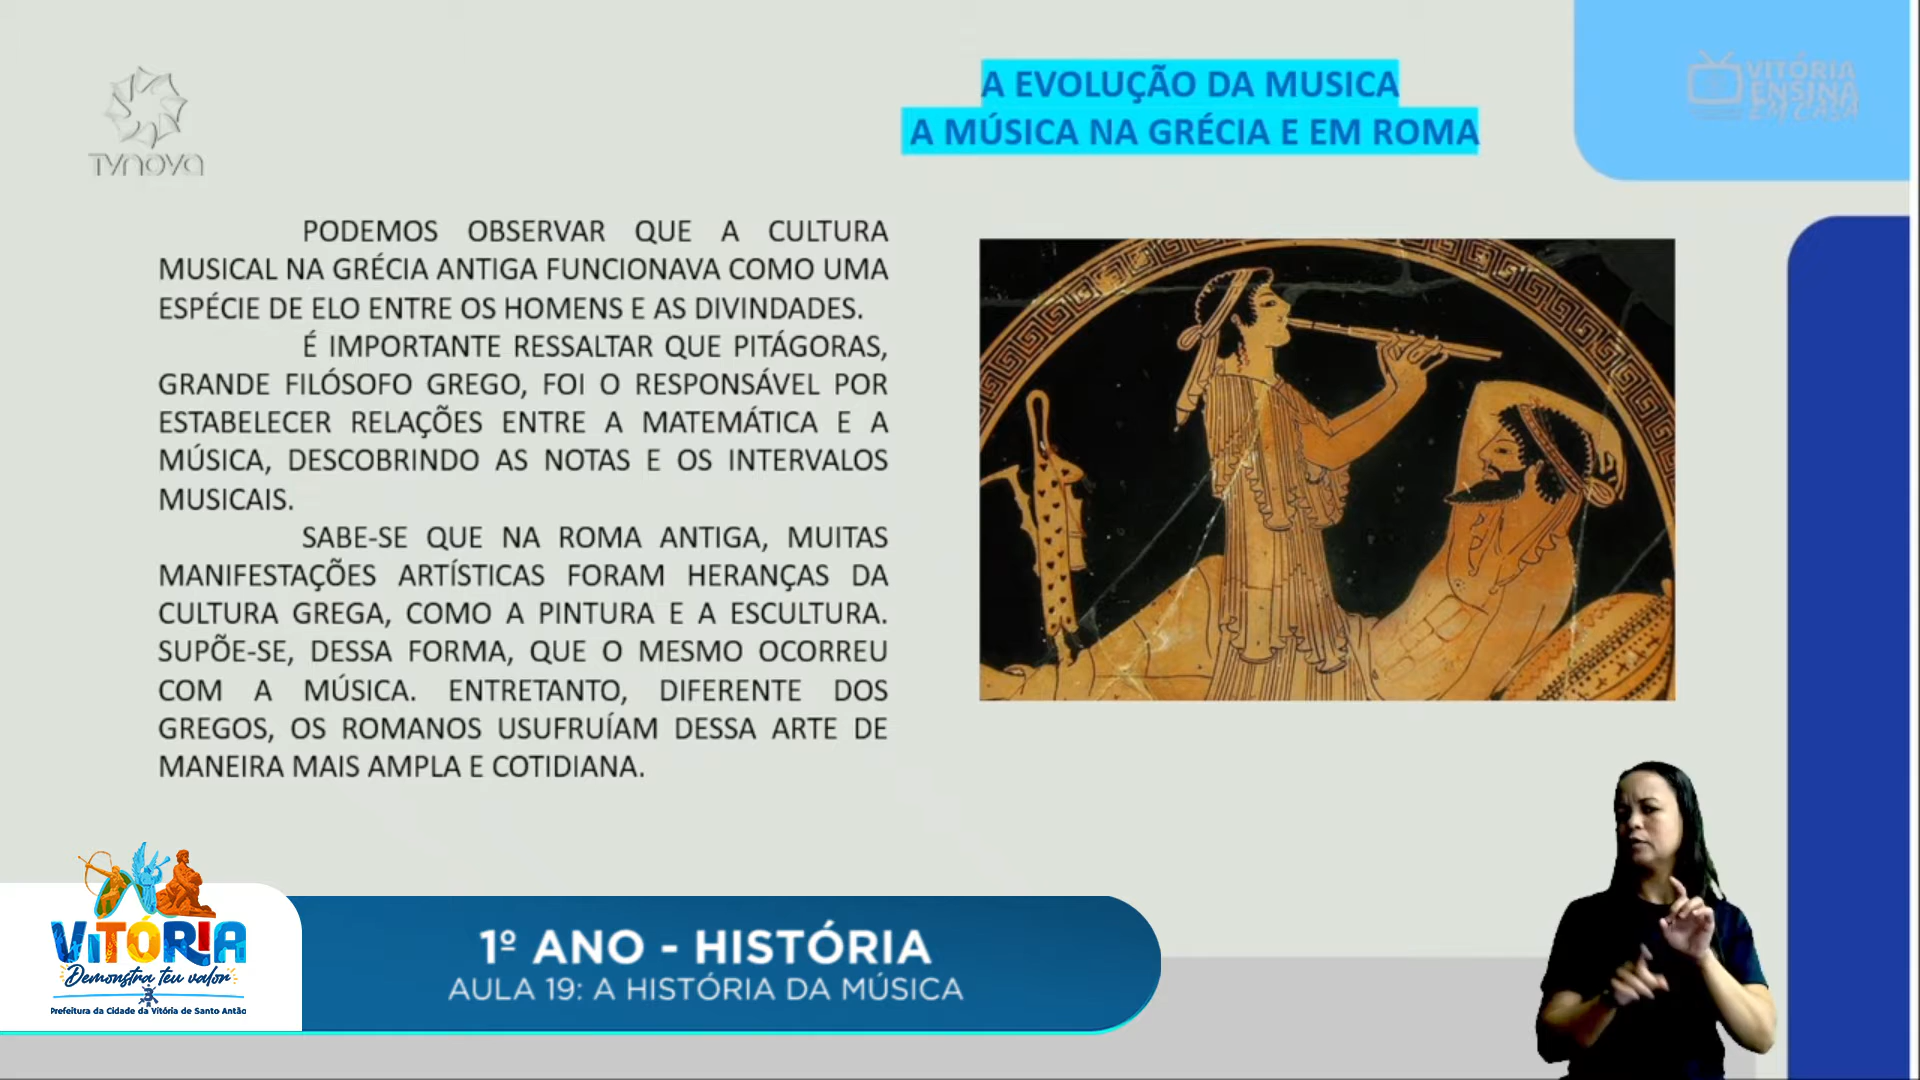 TVNOVA
A EVOLUÇÃO DA MUSICA
A MÚSICA NA GRÉCIA E EM ROMA
VITÓRIA
ENSINA
EM CASA
PODEMOS OBSERVAR QUE A CULTURA
MUSICAL NA GRÉCIA ANTIGA FUNCIONAVA COMO UMA
ESPÉCIE DE ELO ENTRE OS HOMENS E AS DIVINDADES.
É IMPORTANTE RESSALTAR QUE PITÁGORAS,
GRANDE FILÓSOFO GREGO, FOI O RESPONSÁVEL POR
ESTABELECER RELAÇÕES ENTRE A MATEMÁTICA E A
MÚSICA, DESCOBRINDO AS NOTAS E OS INTERVALOS
MUSICAIS.
SABE-SE QUE NA ROMA ANTIGA, MUITAS
MANIFESTAÇÕES ARTÍSTICAS FORAM HERANÇAS DA
CULTURA GREGA, COMO A PINTURA E A ESCULTURA.
SUPÕE-SE, DESSA FORMA, QUE O MESMO OCORREU
COM A MÚSICA. ENTRETANTO, DIFERENTE DOS
GREGOS, OS ROMANOS USUFRUÍAM DESSA ARTE DE
MANEIRA MAIS AMPLA E COTIDIANA.
VITÓRIA
Demonstra teu valor
Prefeitura da Cidade da Vitória de Santo Antão
1º ANO - HISTÓRIA
AULA 19: A HISTÓRIA DA MÚSICA